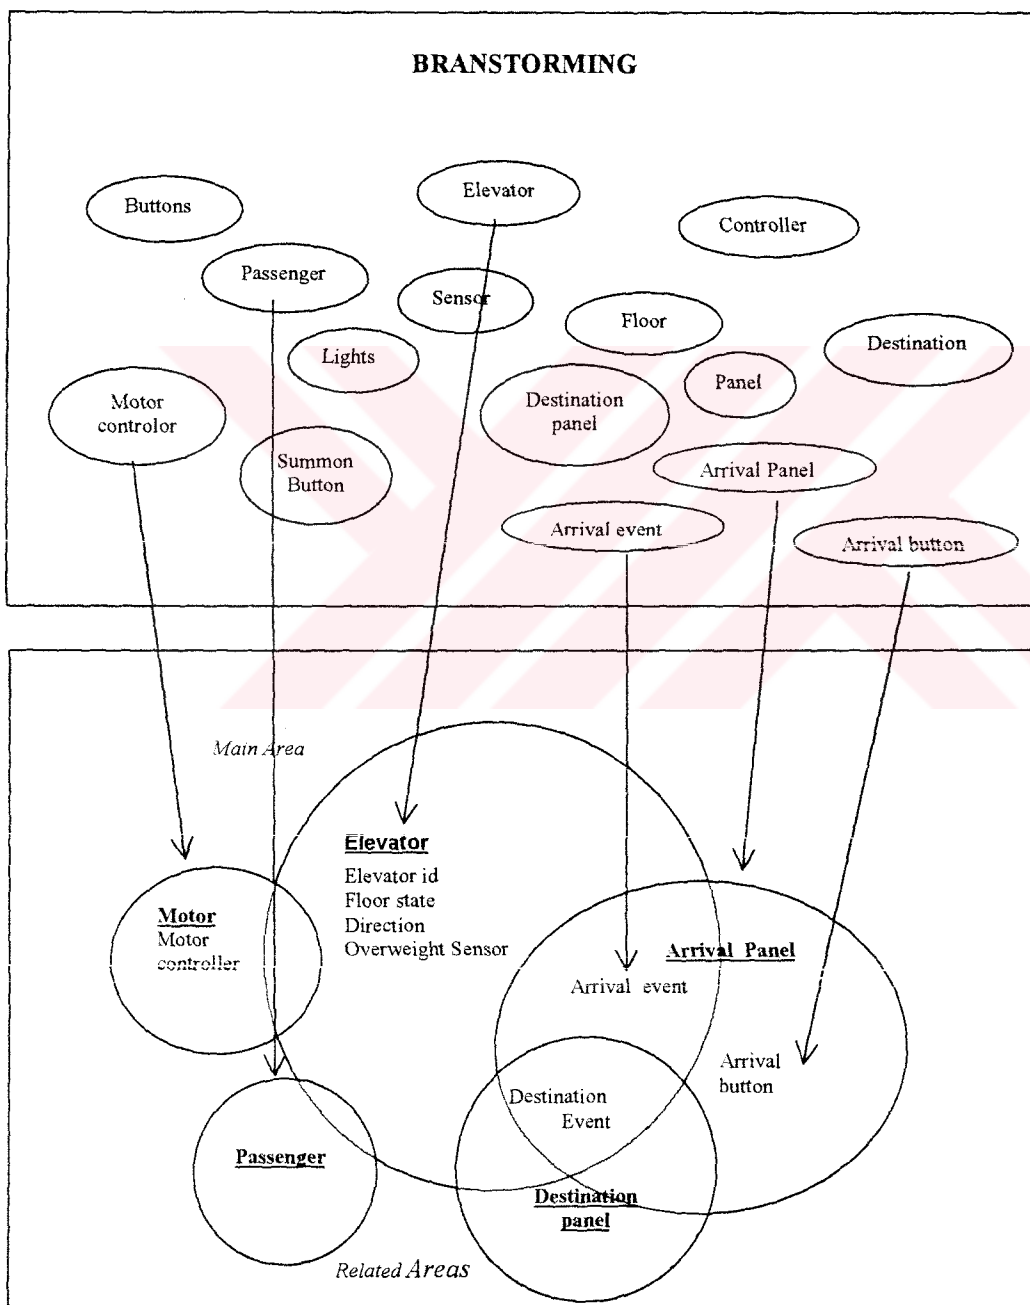 BRANSTORMING
Elevator
Buttons
Controller
Passenger
Sensor
Floor
Destination
Lights
Panel
Motor
controlor
Destination
panel
Summon
Button
Arrival Panel
Arrival event
Arrival button
Main Area
Elevator
Elevator id
Floor state
Direction
Overweight Sensor
Motor
Motor
controller
Arrival Panel
Arrival event
Arrival
button
Destination
Event
Passenger
Destination
panel
Related Areas